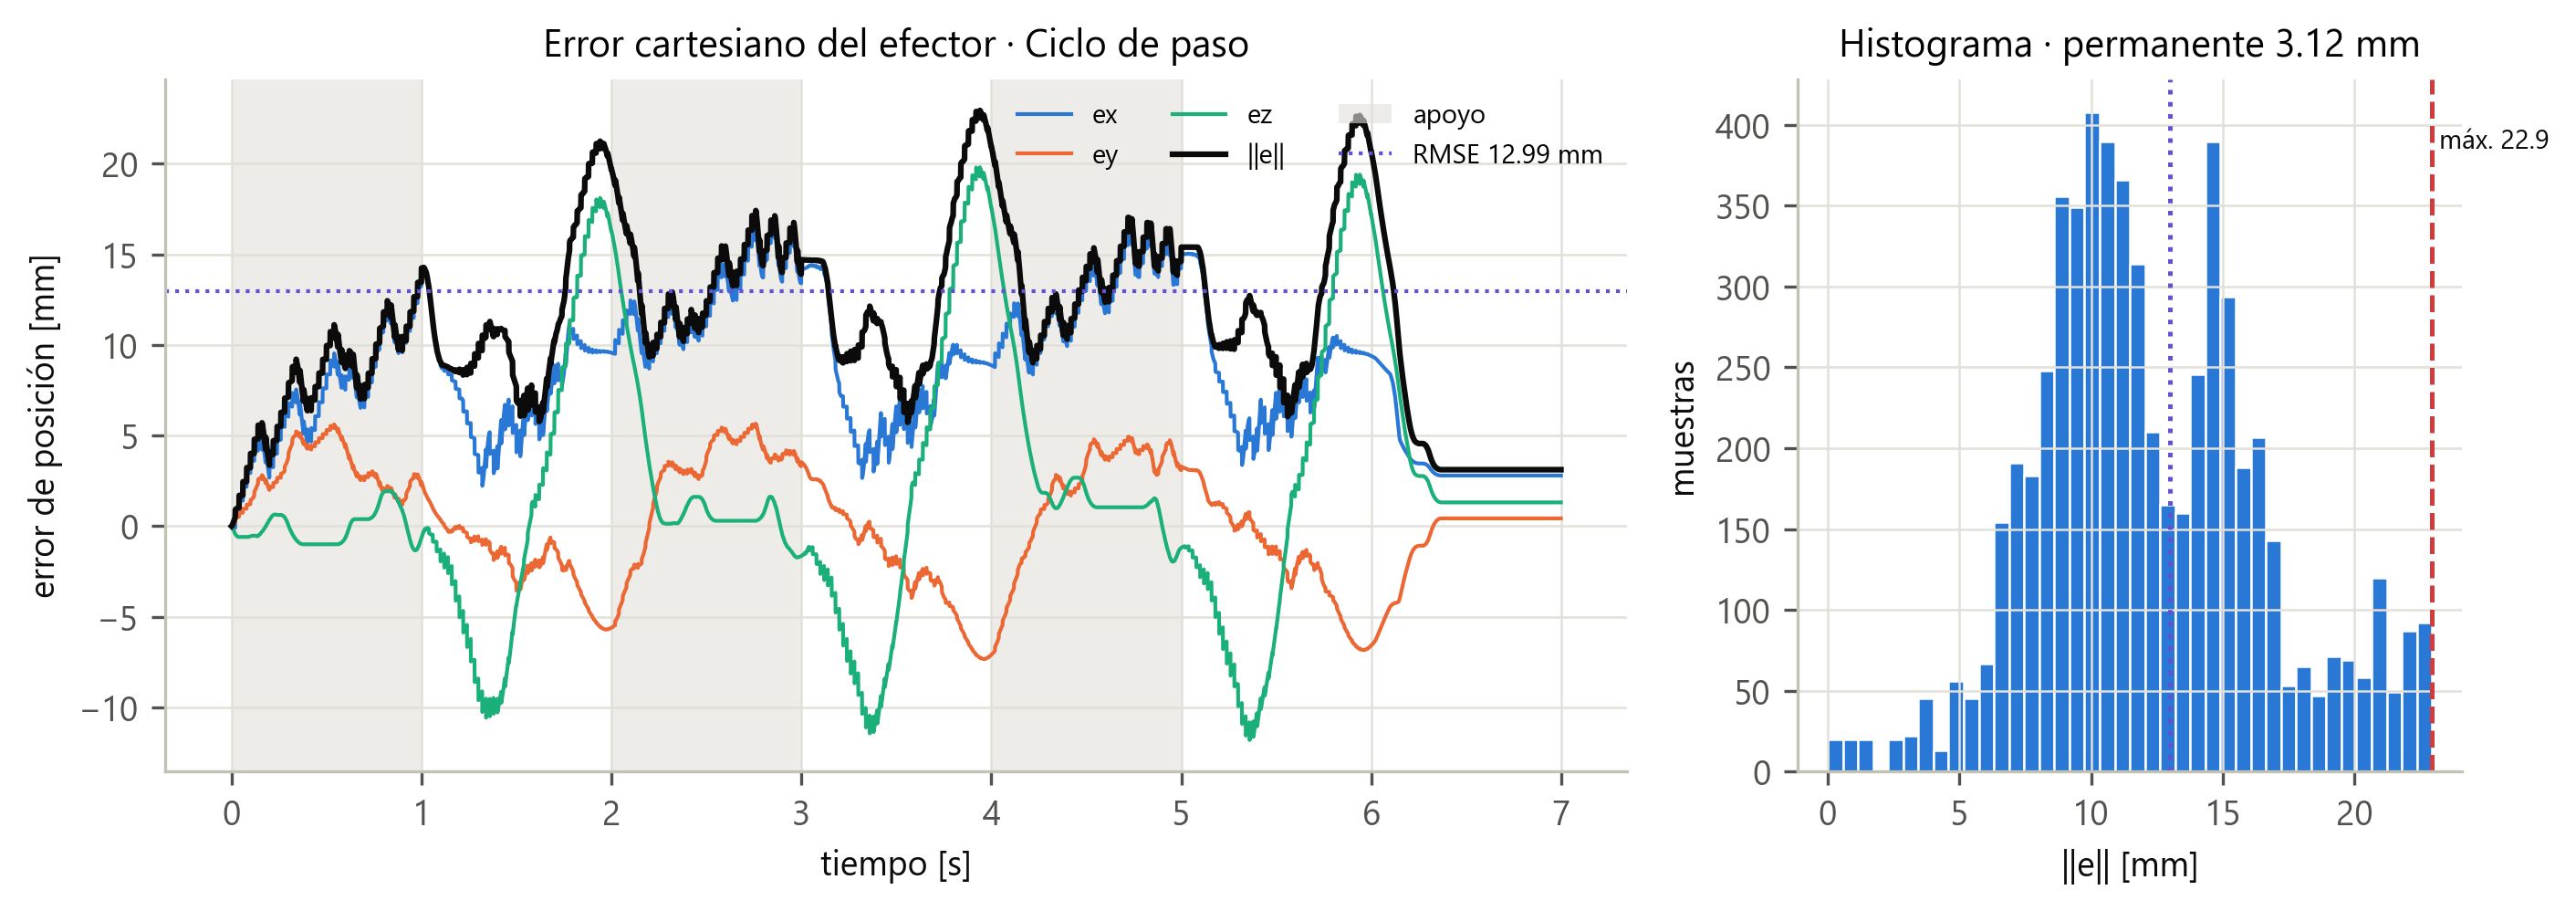 Error cartesiano del efector · Ciclo de paso
error de posición [mm]
20
15
10
5
0
−5
−10
ex
ey
ez
||e||
apoyo
RMSE 12.99 mm
0 1 2 3 4 5 6 7
tiempo [s]
Histograma · permanente 3.12 mm
muestras
400
350
300
250
200
150
100
50
0
máx. 22.9
0 5 10 15 20
||e|| [mm]